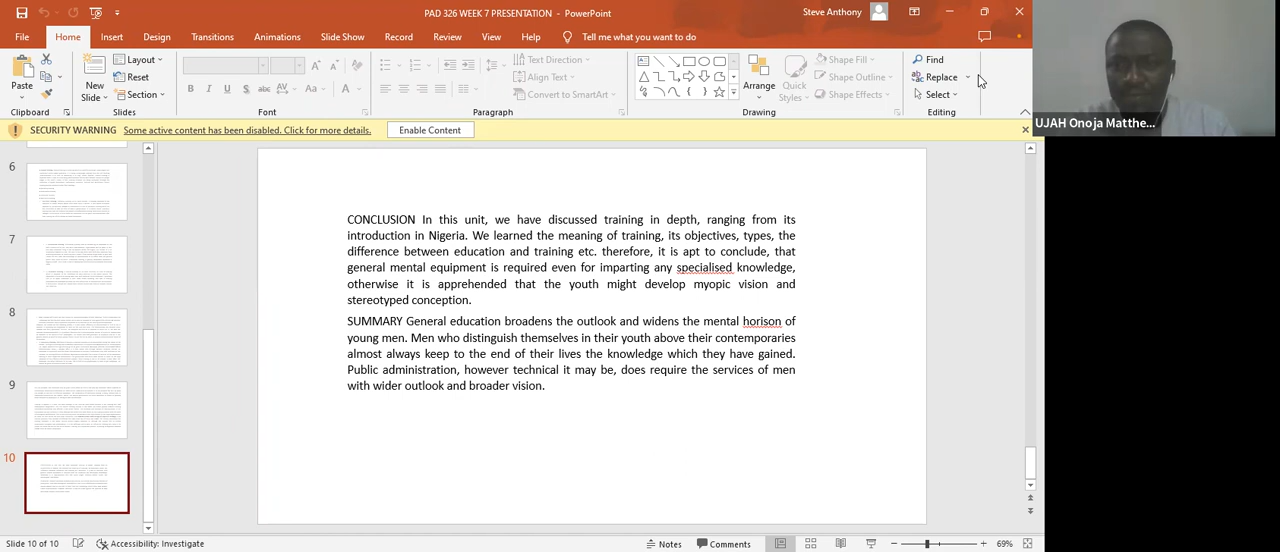 PAD 326 WEEK 7 PRESENTATION - PowerPoint
Steve Anthony
File Home Insert Design Transitions Animations Slide Show Record Review View Help Tell me what you want to do
Paste
Clipboard
New
Slide
Layout
Reset
Section
Slides
B I U S abc AV Aa A
Font
Text Direction
Align Text
Convert to SmartArt
Paragraph
Arrange
Quick
Styles
Shape Fill
Shape Outline
Shape Effects
Drawing
Find
Replace
Select
Editing
UJAH Onoja Matthe...
SECURITY WARNING Some active content has been disabled. Click for more details. Enable Content
6
7
8
9
10
CONCLUSION In this unit, we have discussed training in depth, ranging from its
introduction in Nigeria. We learned the meaning of training, its objectives, types, the
difference between education and training etc. therefore, it is apt to conclude, that
general mental equipment is required even for imparting any specialised knowledge,
otherwise it is apprehended that the youth might develop myopic vision and
stereotyped conception.
SUMMARY General education broadens the outlook and widens the mental horison of
young men. Men who distinguish themselves in their youth above their contemporaries
almost always keep to the end of their lives the knowledge which they have gained.
Public administration, however technical it may be, does require the services of men
with wider outlook and broader vision.
Slide 10 of 10 Accessibility: Investigate Notes Comments 69%